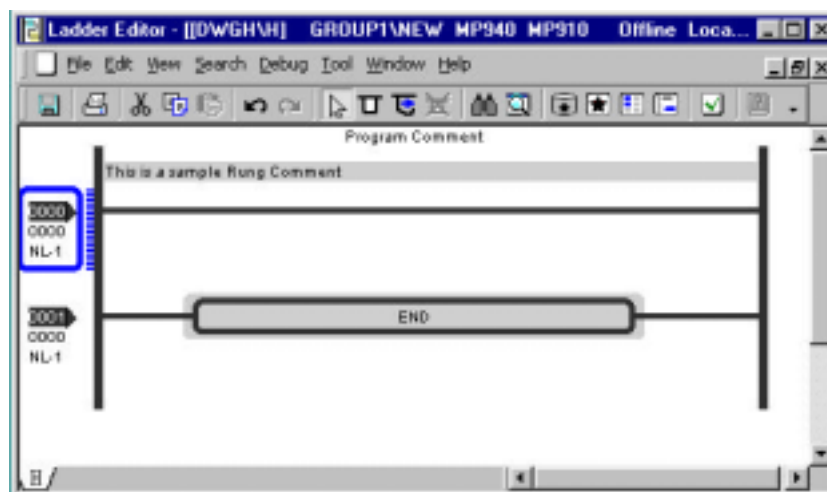 Ladder Editor - [[DWGH\H] GROUP1\NEW MP940 MP910 Offline Loca...
File Edit View Search Debug Tool Window Help
Program Comment
This is a sample Rung Comment
0000
0000
NL-1
0001
END
0000
NL-1
H